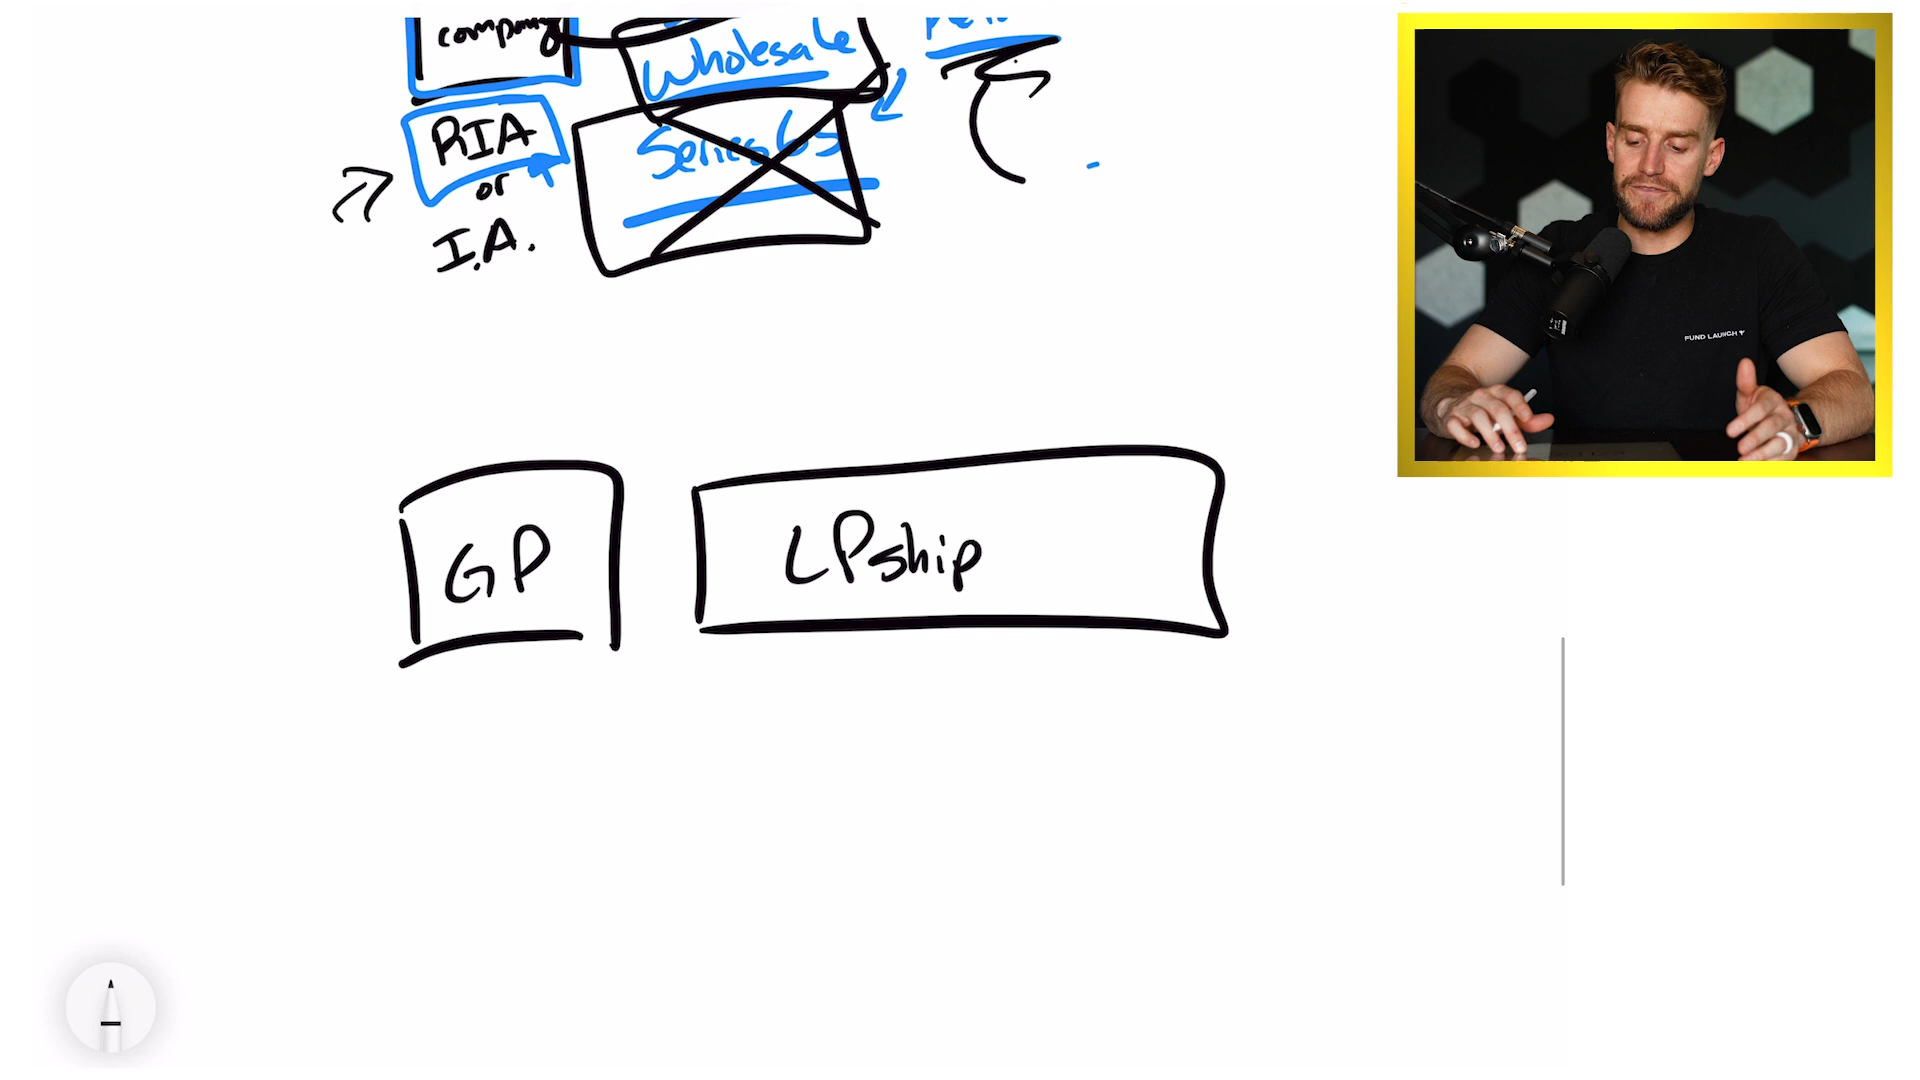 company
Wholesale
RIA
or
I.A.
Series 65
GP
LPship
FUND LAUNCH